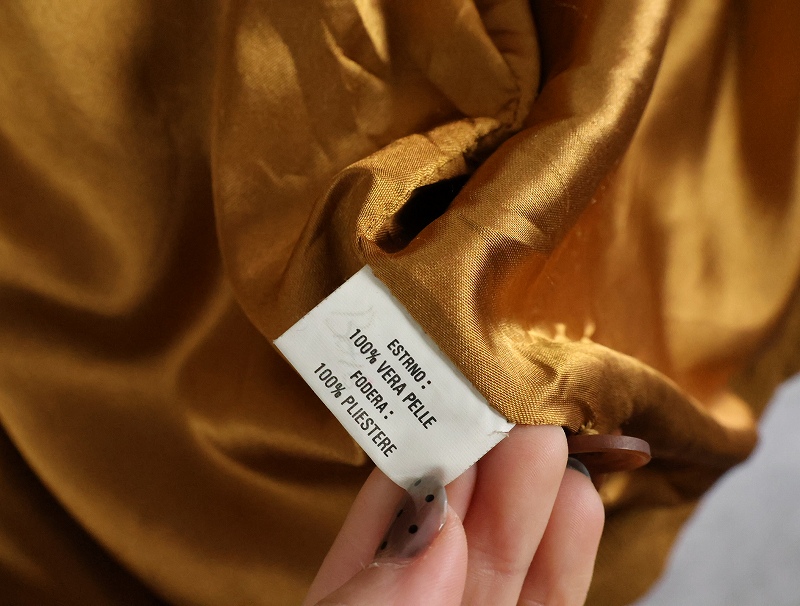 ESTRNO:
100% VERA PELLE
FODERA:
100% PLIESTERE